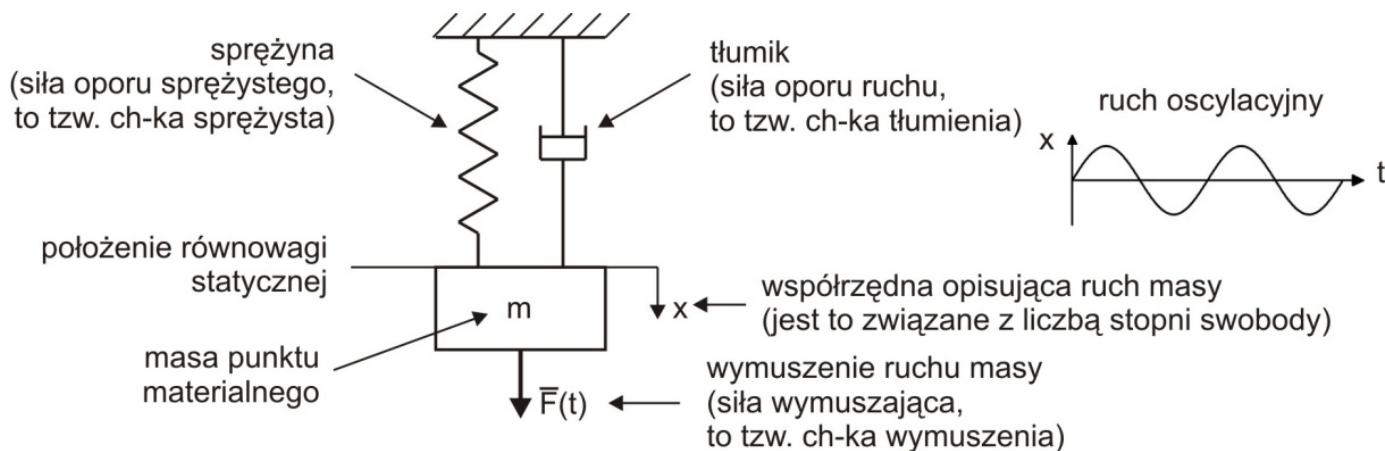 sprężyna
(siła oporu sprężystego,
to tzw. ch-ka sprężysta)
tłumik
(siła oporu ruchu,
to tzw. ch-ka tłumienia)
ruch oscylacyjny
x
t
położenie równowagi
statycznej
m
x
współrzędna opisująca ruch masy
(jest to związane z liczbą stopni swobody)
masa punktu
materialnego
F̅(t)
wymuszenie ruchu masy
(siła wymuszająca,
to tzw. ch-ka wymuszenia)